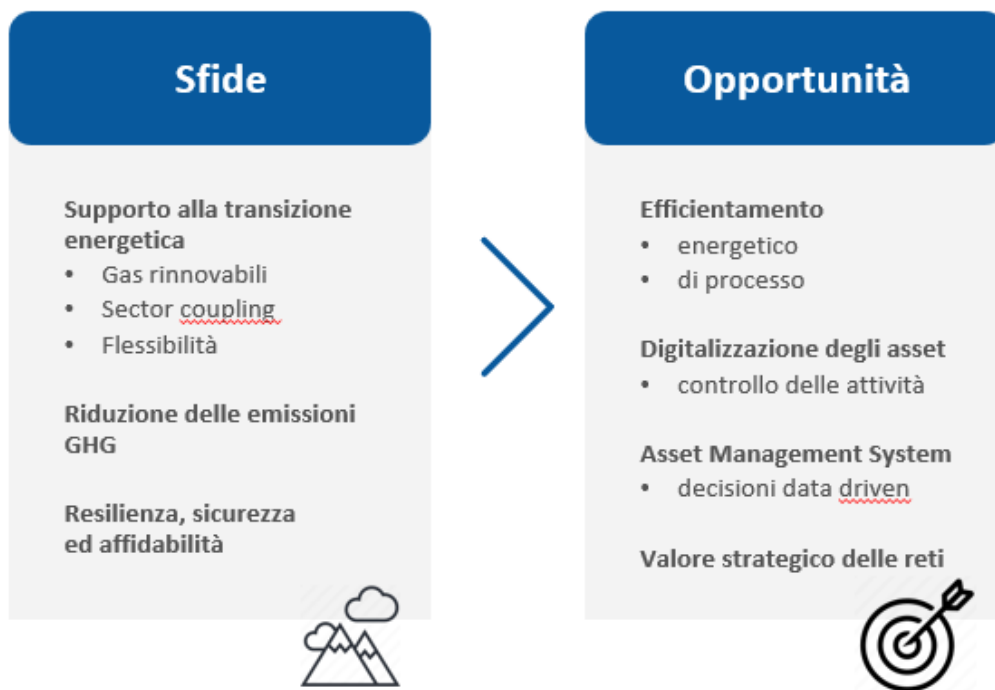 Sfide
Supporto alla transizione
energetica
• Gas rinnovabili
• Sector coupling
• Flessibilità
Riduzione delle emissioni
GHG
Resilienza, sicurezza
ed affidabilità
Opportunità
Efficientamento
• energetico
• di processo
Digitalizzazione degli asset
• controllo delle attività
Asset Management System
• decisioni data driven
Valore strategico delle reti